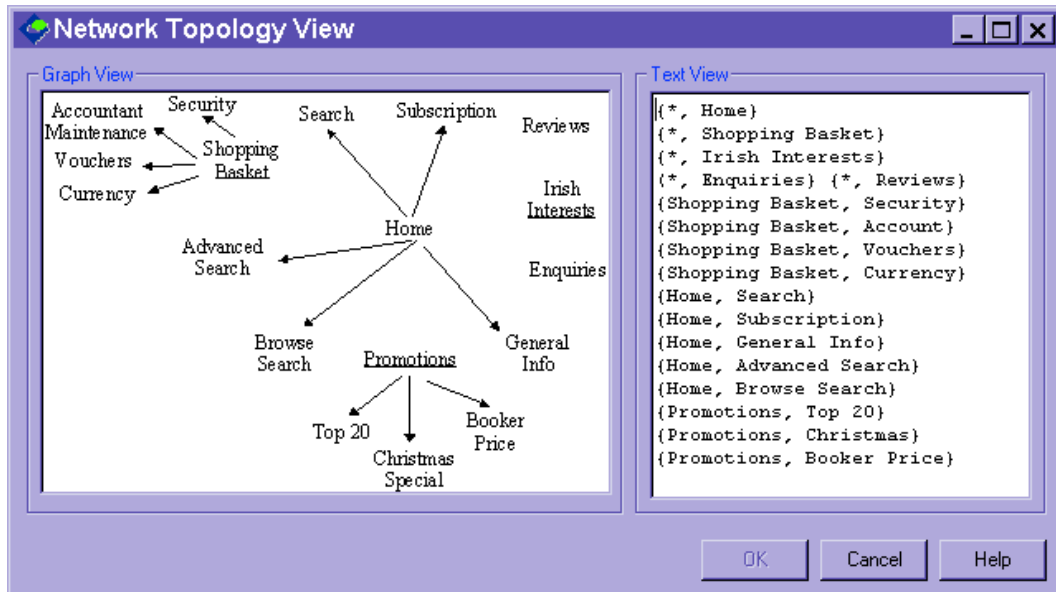 Network Topology View
Graph View
Accountant
Maintenance
Security
Search
Subscription
Reviews
Vouchers
Shopping
Basket
Currency
Irish
Interests
Home
Advanced
Search
Enquiries
Browse
Search
Promotions
General
Info
Top 20
Booker
Price
Christmas
Special
Text View
{*, Home}
{*, Shopping Basket}
{*, Irish Interests}
{*, Enquiries} {*, Reviews}
{Shopping Basket, Security}
{Shopping Basket, Account}
{Shopping Basket, Vouchers}
{Shopping Basket, Currency}
{Home, Search}
{Home, Subscription}
{Home, General Info}
{Home, Advanced Search}
{Home, Browse Search}
{Promotions, Top 20}
{Promotions, Christmas}
{Promotions, Booker Price}
OK
Cancel
Help